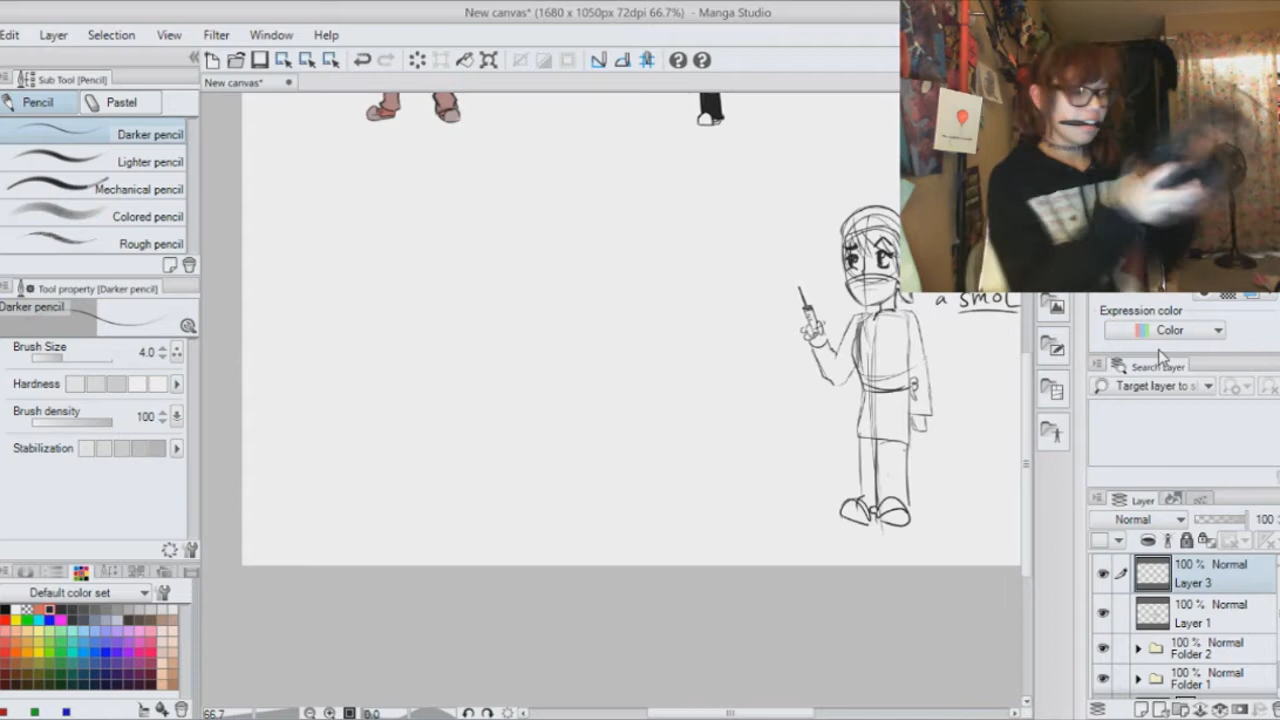 New canvas* (1680 x 1050px 72dpi 66.7%) - Manga Studio
Edit Layer Selection View Filter Window Help
Sub Tool [Pencil]
New canvas*
Pencil Pastel
Darker pencil
Lighter pencil
Mechanical pencil
Colored pencil
Rough pencil
Tool property [Darker pencil]
Darker pencil
Brush Size 4.0
Hardness
Brush density 100
Stabilization
Default color set
a SMOL
Expression color
Color
Search Layer
Target layer to s
Layer
Normal 100
100 % Normal
Layer 3
100 % Normal
Layer 1
100 % Normal
Folder 2
100 % Normal
Folder 1
66.7 0.0